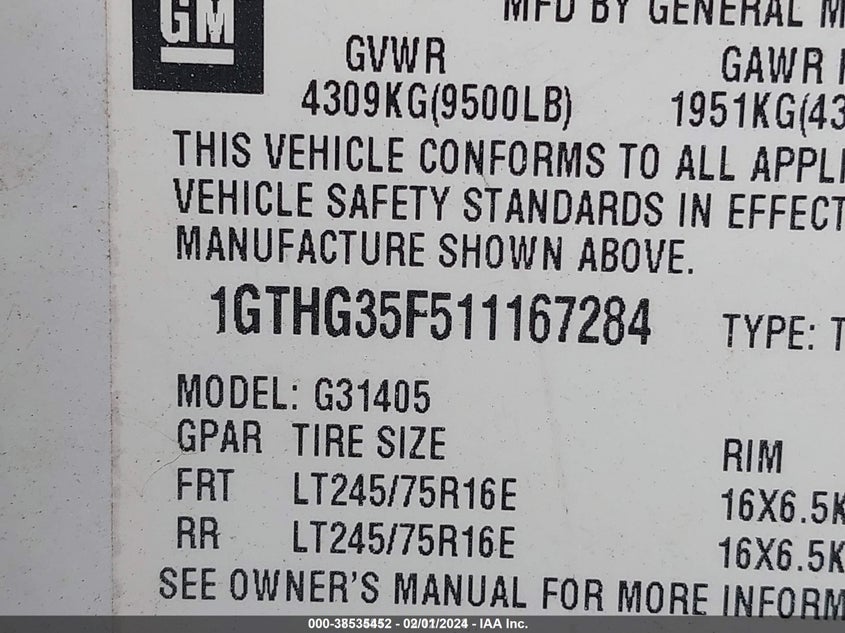 GM
MFD BY GENERAL M
GVWR GAWR
4309KG(9500LB) 1951KG(43
THIS VEHICLE CONFORMS TO ALL APPLI
VEHICLE SAFETY STANDARDS IN EFFECT
MANUFACTURE SHOWN ABOVE.
1GTHG35F511167284 TYPE: T
MODEL: G31405
GPAR TIRE SIZE RIM
FRT LT245/75R16E 16X6.5K
RR LT245/75R16E 16X6.5K
SEE OWNER'S MANUAL FOR MORE INFORM
000-38535452 - 02/01/2024 - IAA Inc.